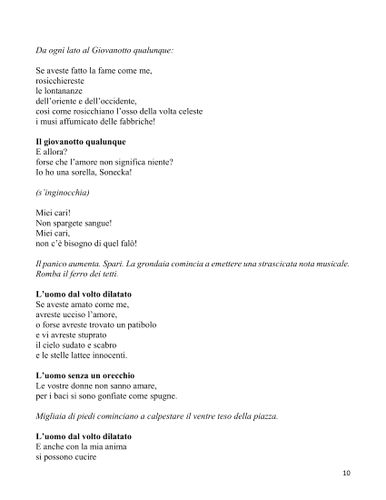 Da ogni lato al Giovanotto qualunque:
Se aveste fatto la fame come me,
rosicchiereste
le lontananze
dell'oriente e dell'occidente,
così come rosicchiano l'osso della volta celeste
i musi affumicato delle fabbriche!
Il giovanotto qualunque
E allora?
forse che l'amore non significa niente?
Io ho una sorella, Sonecka!
(s'inginocchia)
Miei cari!
Non spargete sangue!
Miei cari,
non c'è bisogno di quel falò!
Il panico aumenta. Spari. La grondaia comincia a emettere una strascicata nota musicale.
Romba il ferro dei tetti.
L'uomo dal volto dilatato
Se aveste amato come me,
avreste ucciso l'amore,
o forse avreste trovato un patibolo
e vi avreste stuprato
il cielo sudato e scabro
e le stelle lattee innocenti.
L'uomo senza un orecchio
Le vostre donne non sanno amare,
per i baci si sono gonfiate come spugne.
Migliaia di piedi cominciano a calpestare il ventre teso della piazza.
L'uomo dal volto dilatato
E anche con la mia anima
si possono cucire
10